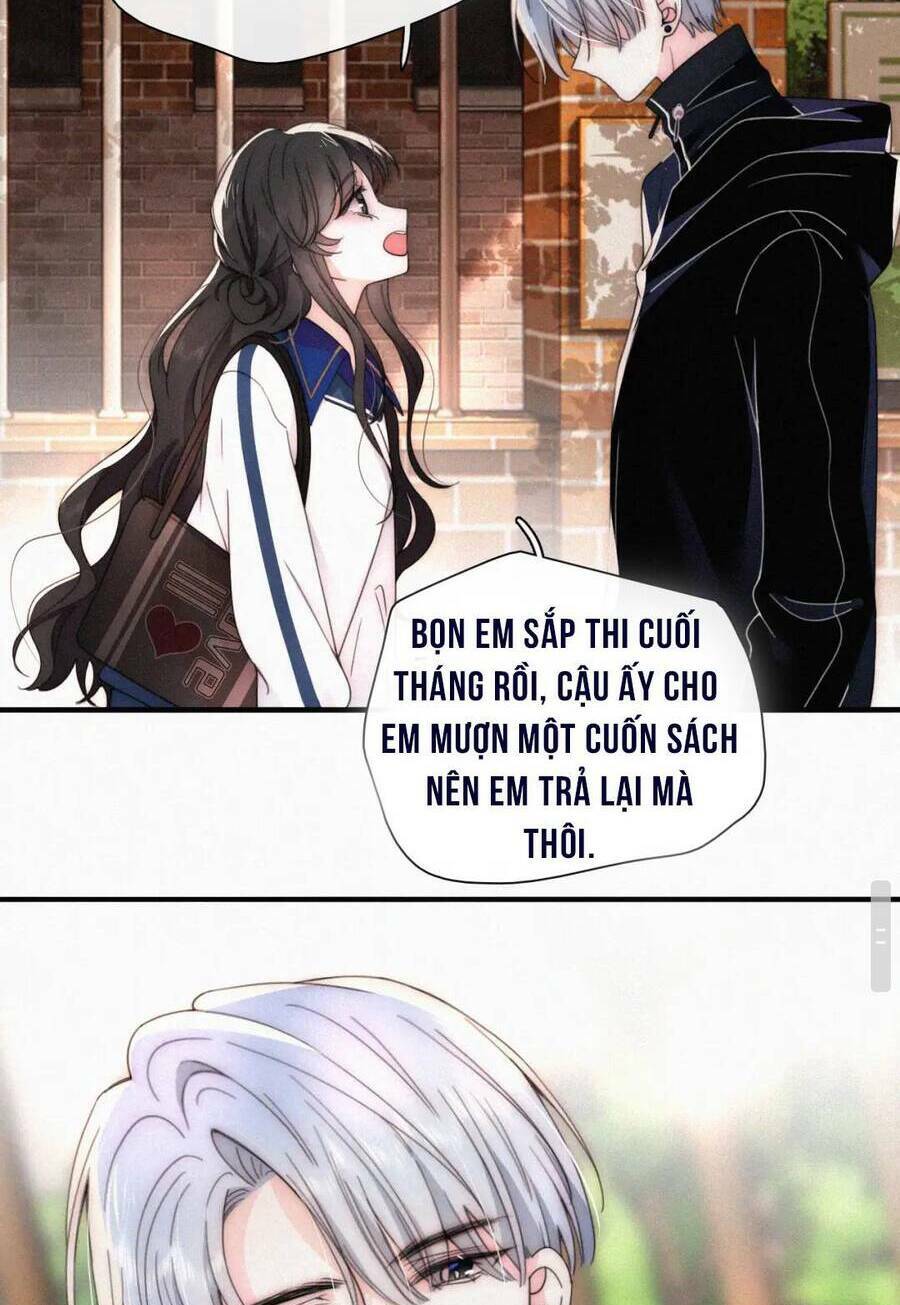 BỌN EM SẮP THI CUỐI
THÁNG RỒI, CẬU ẤY CHO
EM MƯỢN MỘT CUỐN SÁCH
NÊN EM TRẢ LẠI MÀ
THÔI.